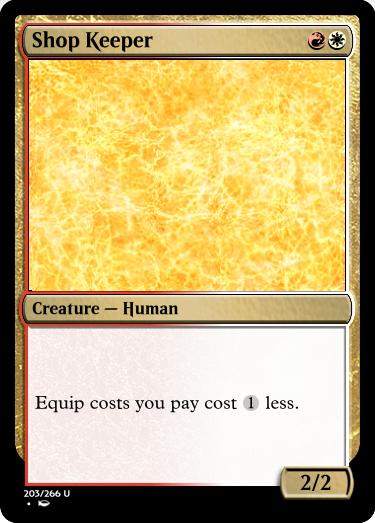 Shop Keeper
Creature — Human
Equip costs you pay cost 1 less.
2/2
203/266 U